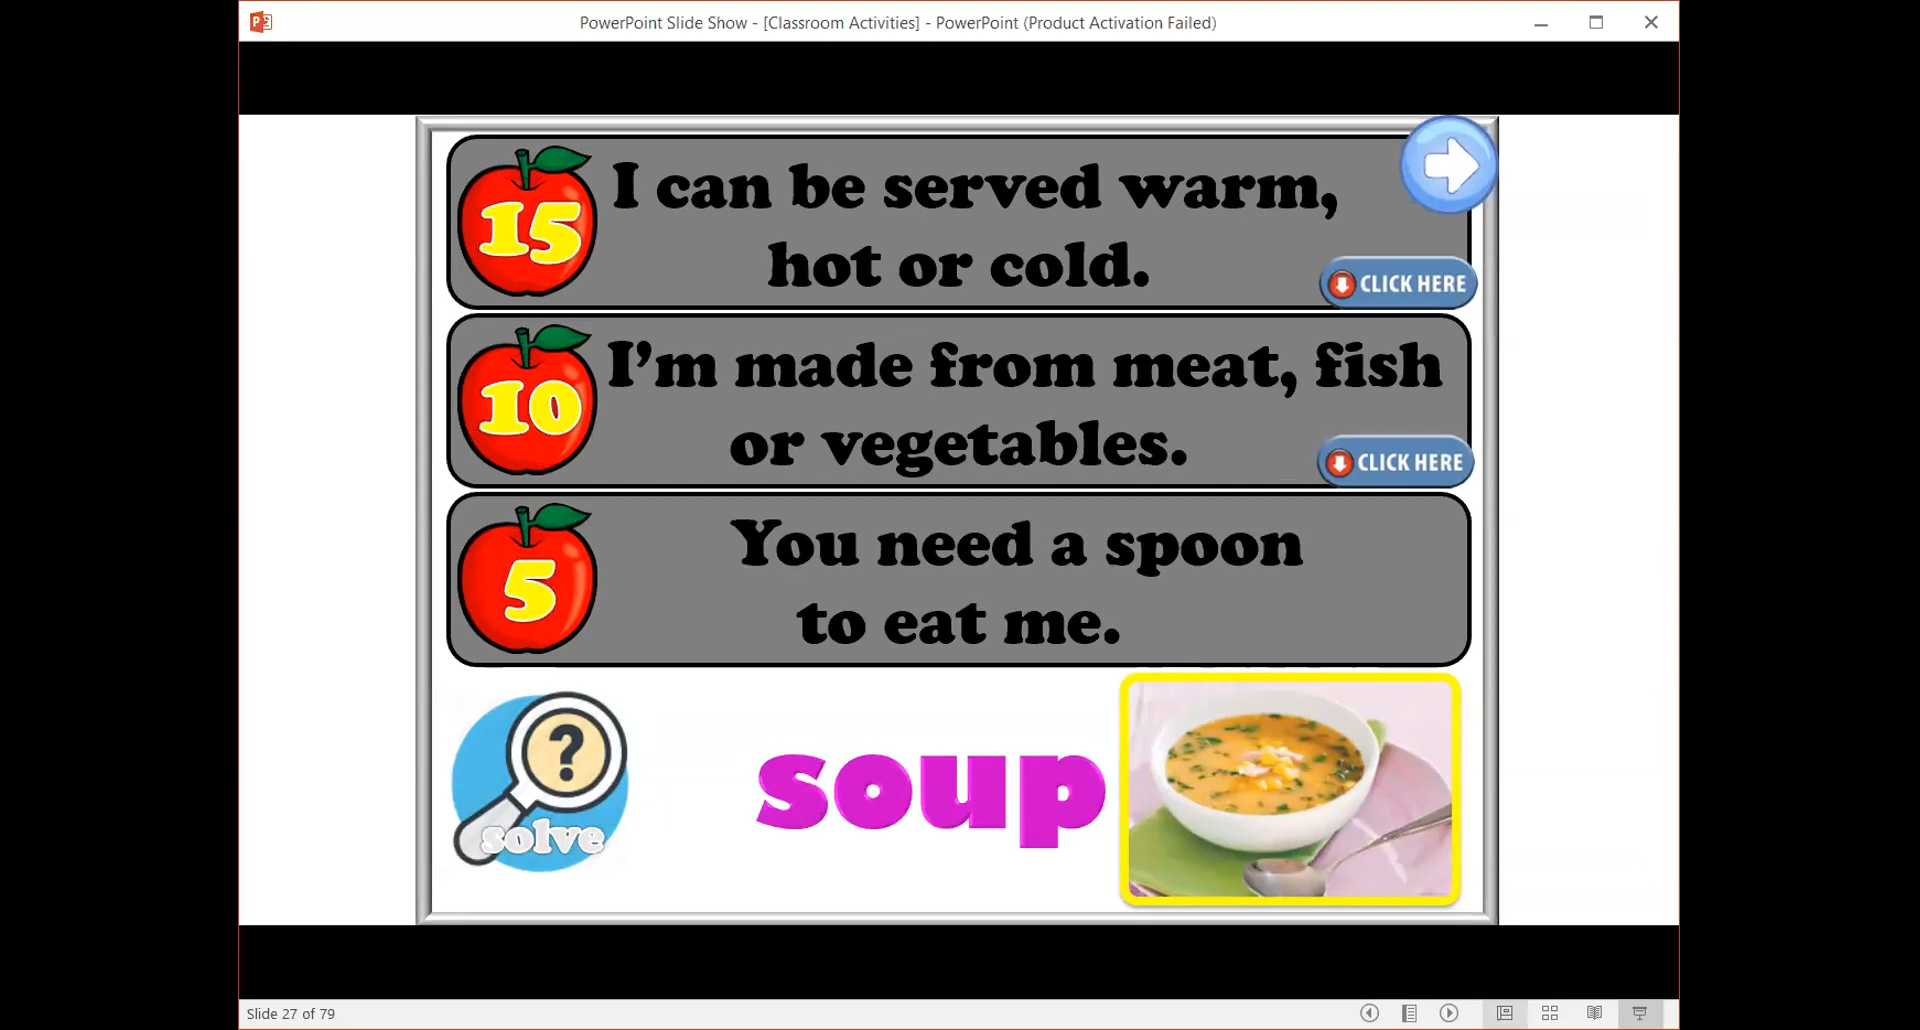 PowerPoint Slide Show - [Classroom Activities] - PowerPoint (Product Activation Failed)
15
I can be served warm,
hot or cold.
CLICK HERE
10
I'm made from meat, fish
or vegetables.
CLICK HERE
5
You need a spoon
to eat me.
?
solve
soup
Slide 27 of 79